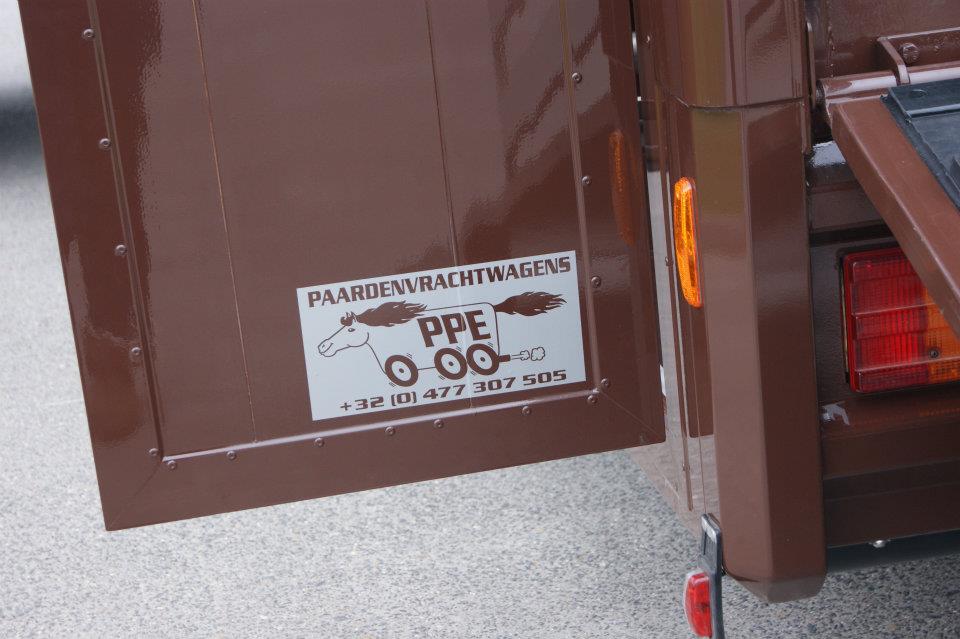 PAARDENVRACHTWAGENS
PPE
+32 (0) 477 307 505